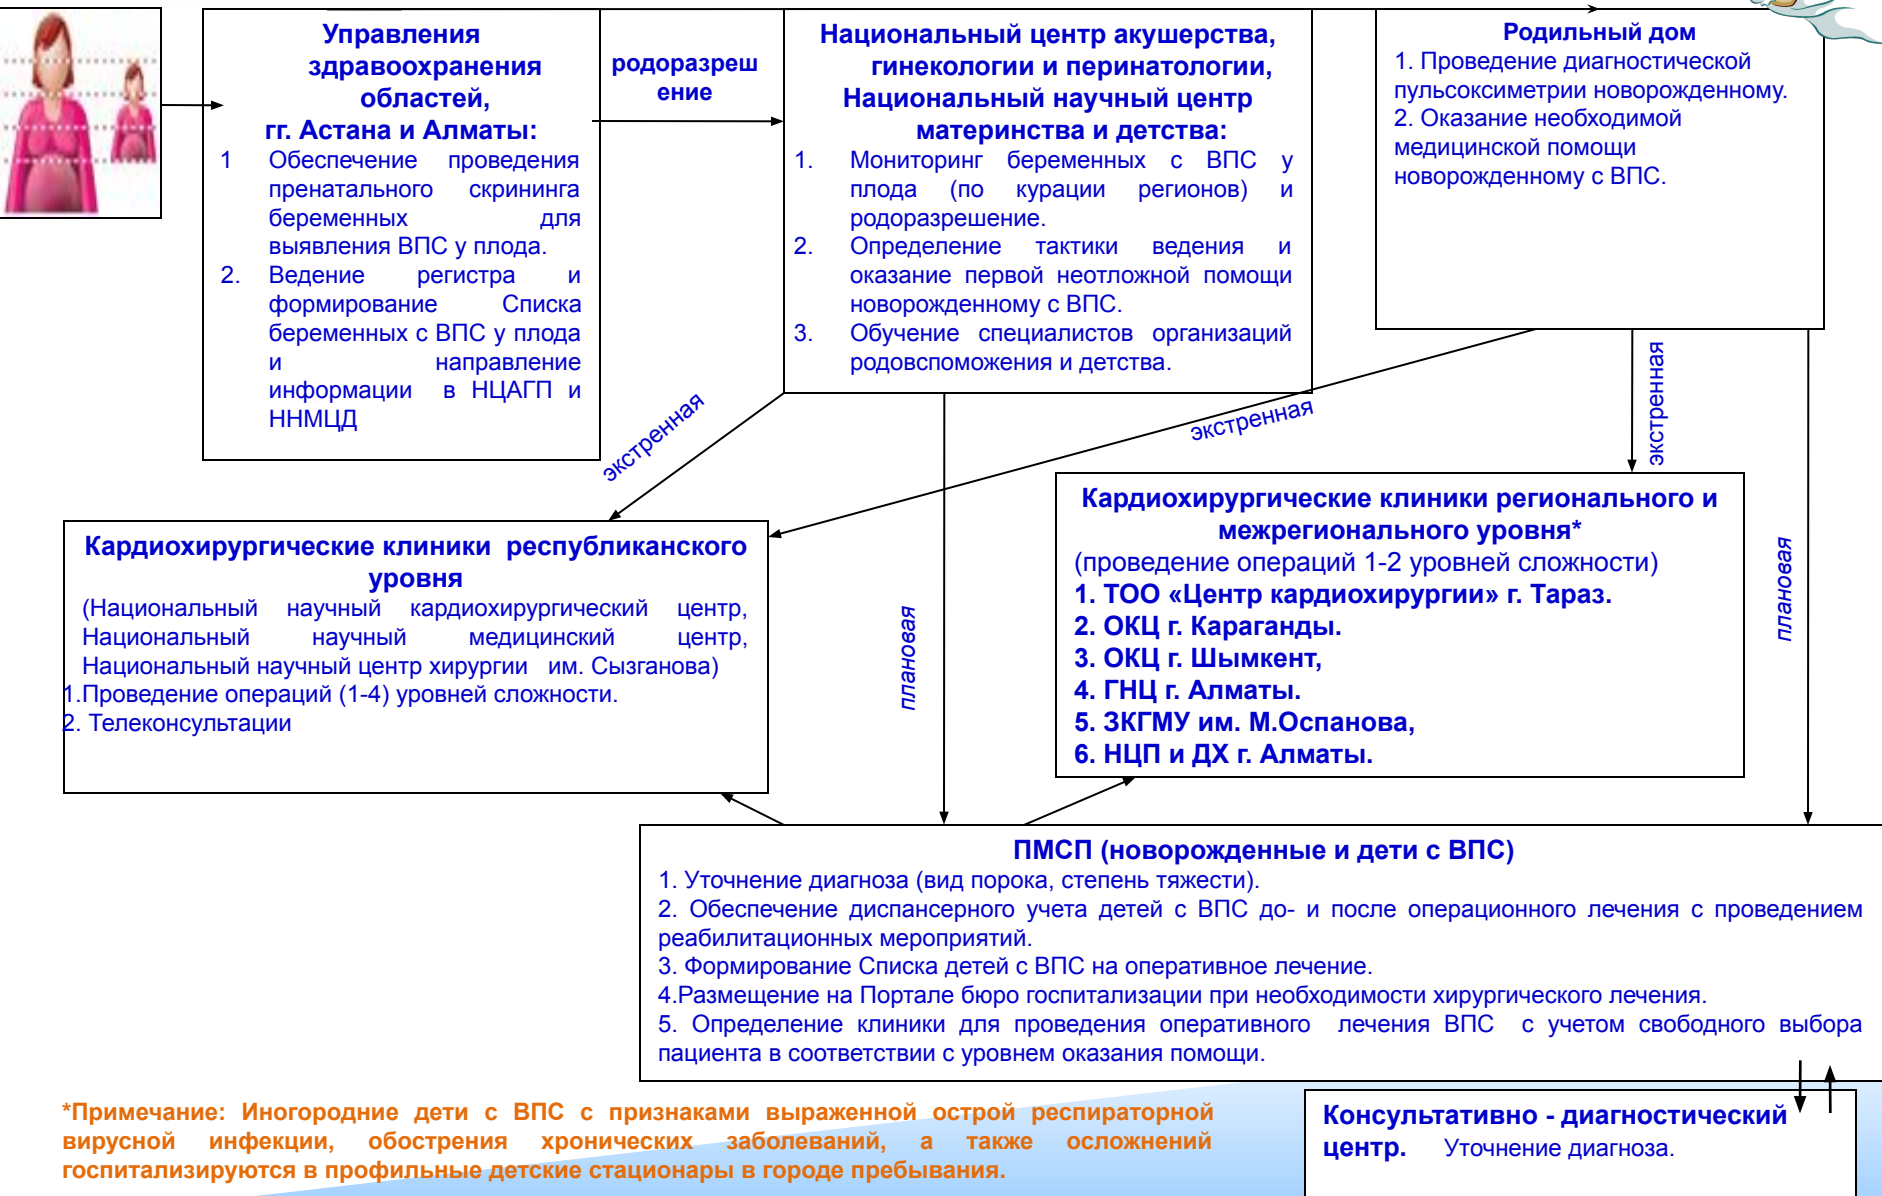 Управления
здравоохранения
областей,
гг. Астана и Алматы:
1 Обеспечение проведения
пренатального скрининга
беременных для
выявления ВПС у плода.
2. Ведение регистра и
формирование Списка
беременных с ВПС у плода
и направление
информации в НЦАГП и
ННМЦД
родоразреш
ение
Национальный центр акушерства,
гинекологии и перинатологии,
Национальный научный центр
материнства и детства:
1. Мониторинг беременных с ВПС у
плода (по курации регионов) и
родоразрешение.
2. Определение тактики ведения и
оказание первой неотложной помощи
новорожденному с ВПС.
3. Обучение специалистов организаций
родовспоможения и детства.
Родильный дом
1. Проведение диагностической
пульсоксиметрии новорожденному.
2. Оказание необходимой
медицинской помощи
новорожденному с ВПС.
экстренная
экстренная
экстренная
плановая
плановая
Кардиохирургические клиники республиканского
уровня
(Национальный научный кардиохирургический центр,
Национальный научный медицинский центр,
Национальный научный центр хирургии им. Сызганова)
1.Проведение операций (1-4) уровней сложности.
2. Телеконсультации
Кардиохирургические клиники регионального и
межрегионального уровня*
(проведение операций 1-2 уровней сложности)
1. ТОО «Центр кардиохирургии» г. Тараз.
2. ОКЦ г. Караганды.
3. ОКЦ г. Шымкент,
4. ГНЦ г. Алматы.
5. ЗКГМУ им. М.Оспанова,
6. НЦП и ДХ г. Алматы.
ПМСП (новорожденные и дети с ВПС)
1. Уточнение диагноза (вид порока, степень тяжести).
2. Обеспечение диспансерного учета детей с ВПС до- и после операционного лечения с проведением
реабилитационных мероприятий.
3. Формирование Списка детей с ВПС на оперативное лечение.
4.Размещение на Портале бюро госпитализации при необходимости хирургического лечения.
5. Определение клиники для проведения оперативного лечения ВПС с учетом свободного выбора
пациента в соответствии с уровнем оказания помощи.
*Примечание: Иногородние дети с ВПС с признаками выраженной острой респираторной
вирусной инфекции, обострения хронических заболеваний, а также осложнений
госпитализируются в профильные детские стационары в городе пребывания.
Консультативно - диагностический
центр. Уточнение диагноза.